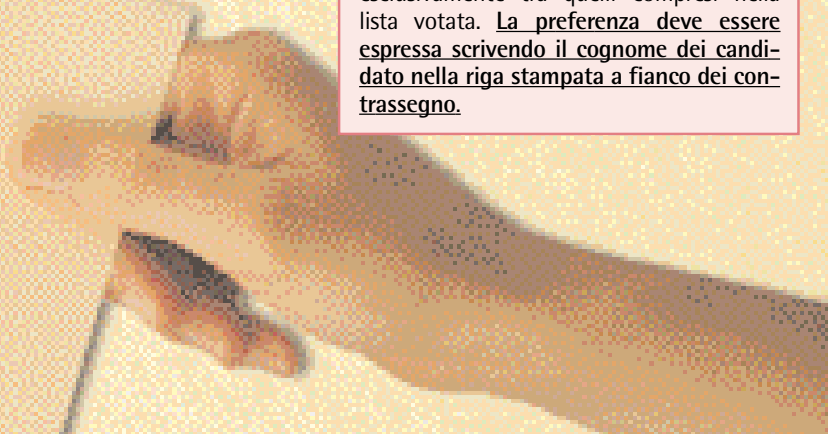 lista votata. La preferenza deve essere
espressa scrivendo il cognome dei candi-
dato nella riga stampata a fianco dei con-
trassegno.